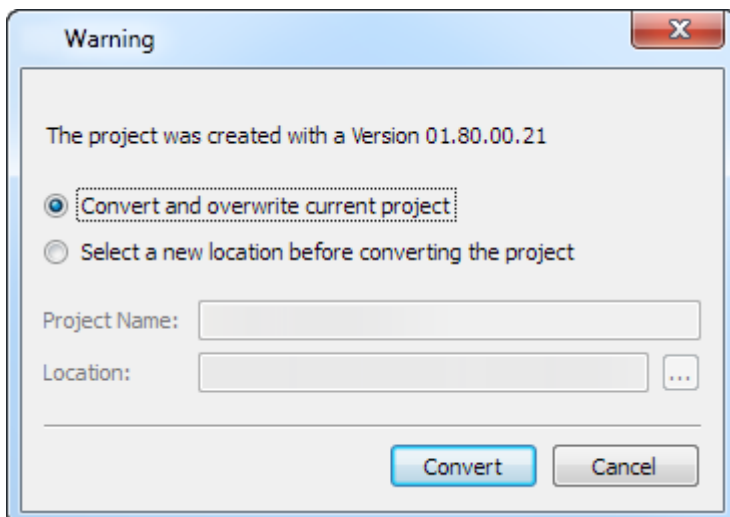 Warning
The project was created with a Version 01.80.00.21
Convert and overwrite current project
Select a new location before converting the project
Project Name:
Location:
...
Convert
Cancel